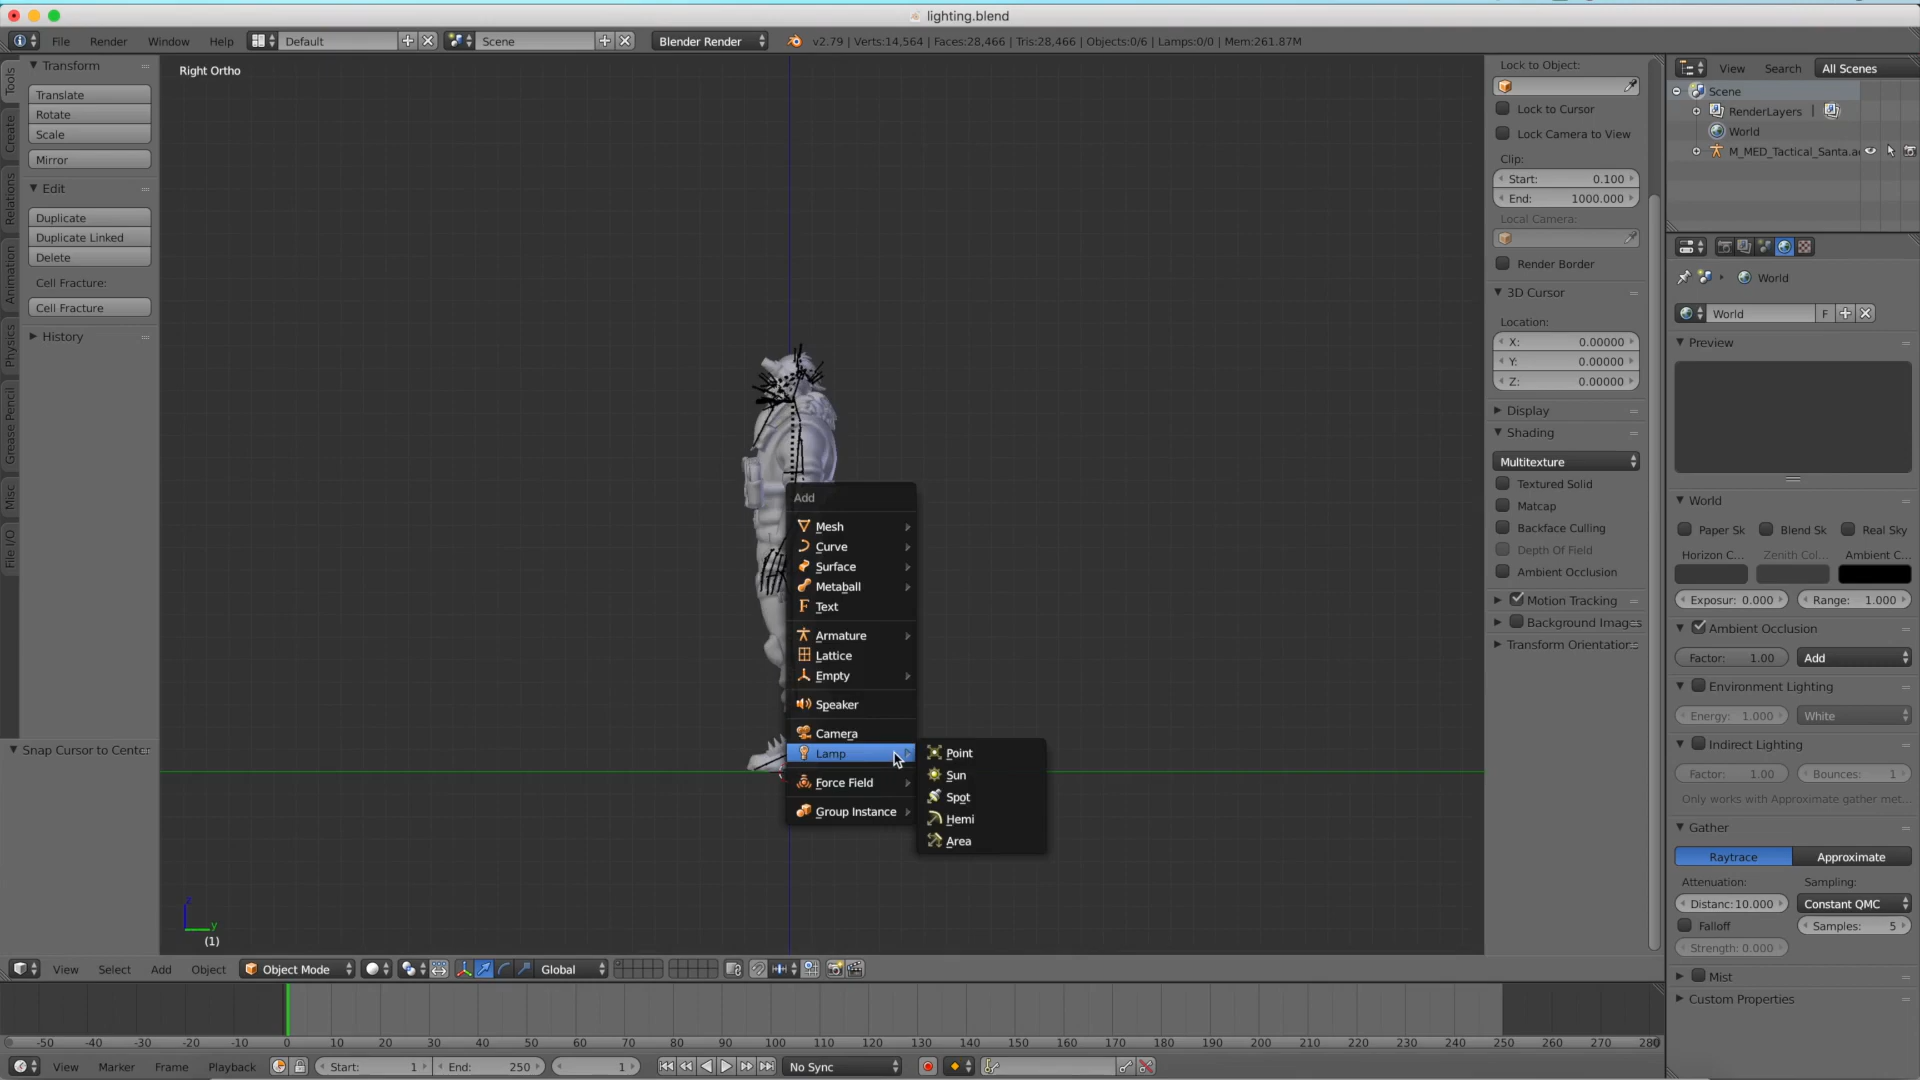 lighting.blend
File Render Window Help Default Scene Blender Render v2.79 | Verts:14,564 | Faces:28,466 | Tris:28,466 | Objects:0/6 | Lamps:0/0 | Mem:261.87M
Tools
Create
Relations
Animation
Physics
Grease Pencil
Misc
File I/O
Transform
Translate
Rotate
Scale
Mirror
Edit
Duplicate
Duplicate Linked
Delete
Cell Fracture:
Cell Fracture
History
Snap Cursor to Center
Right Ortho
Add
Mesh
Curve
Surface
Metaball
Text
Armature
Lattice
Empty
Speaker
Camera
Lamp
Force Field
Group Instance
Point
Sun
Spot
Hemi
Area
z
y
(1)
Lock to Object:
Lock to Cursor
Lock Camera to View
Clip:
Start: 0.100
End: 1000.000
Local Camera:
Render Border
3D Cursor
Location:
X: 0.00000
Y: 0.00000
Z: 0.00000
Display
Shading
Multitexture
Textured Solid
Matcap
Backface Culling
Depth Of Field
Ambient Occlusion
Motion Tracking
Background Images
Transform Orientations
View Search All Scenes
Scene
RenderLayers |
World
M_MED_Tactical_Santa.a
World
World F
Preview
World
Paper Sk Blend Sk Real Sky
Horizon C... Zenith Col... Ambient C...
Exposur: 0.000 Range: 1.000
Ambient Occlusion
Factor: 1.00 Add
Environment Lighting
Energy: 1.000 White
Indirect Lighting
Factor: 1.00 Bounces: 1
Only works with Approximate gather met...
Gather
Raytrace Approximate
Attenuation: Sampling:
Distanc: 10.000 Constant QMC
Falloff Samples: 5
Strength: 0.000
Mist
Custom Properties
View Select Add Object Object Mode Global
-50 -40 -30 -20 -10 0 10 20 30 40 50 60 70 80 90 100 110 120 130 140 150 160 170 180 190 200 210 220 230 240 250 260 270 280
View Marker Frame Playback Start: 1 End: 250 1 No Sync